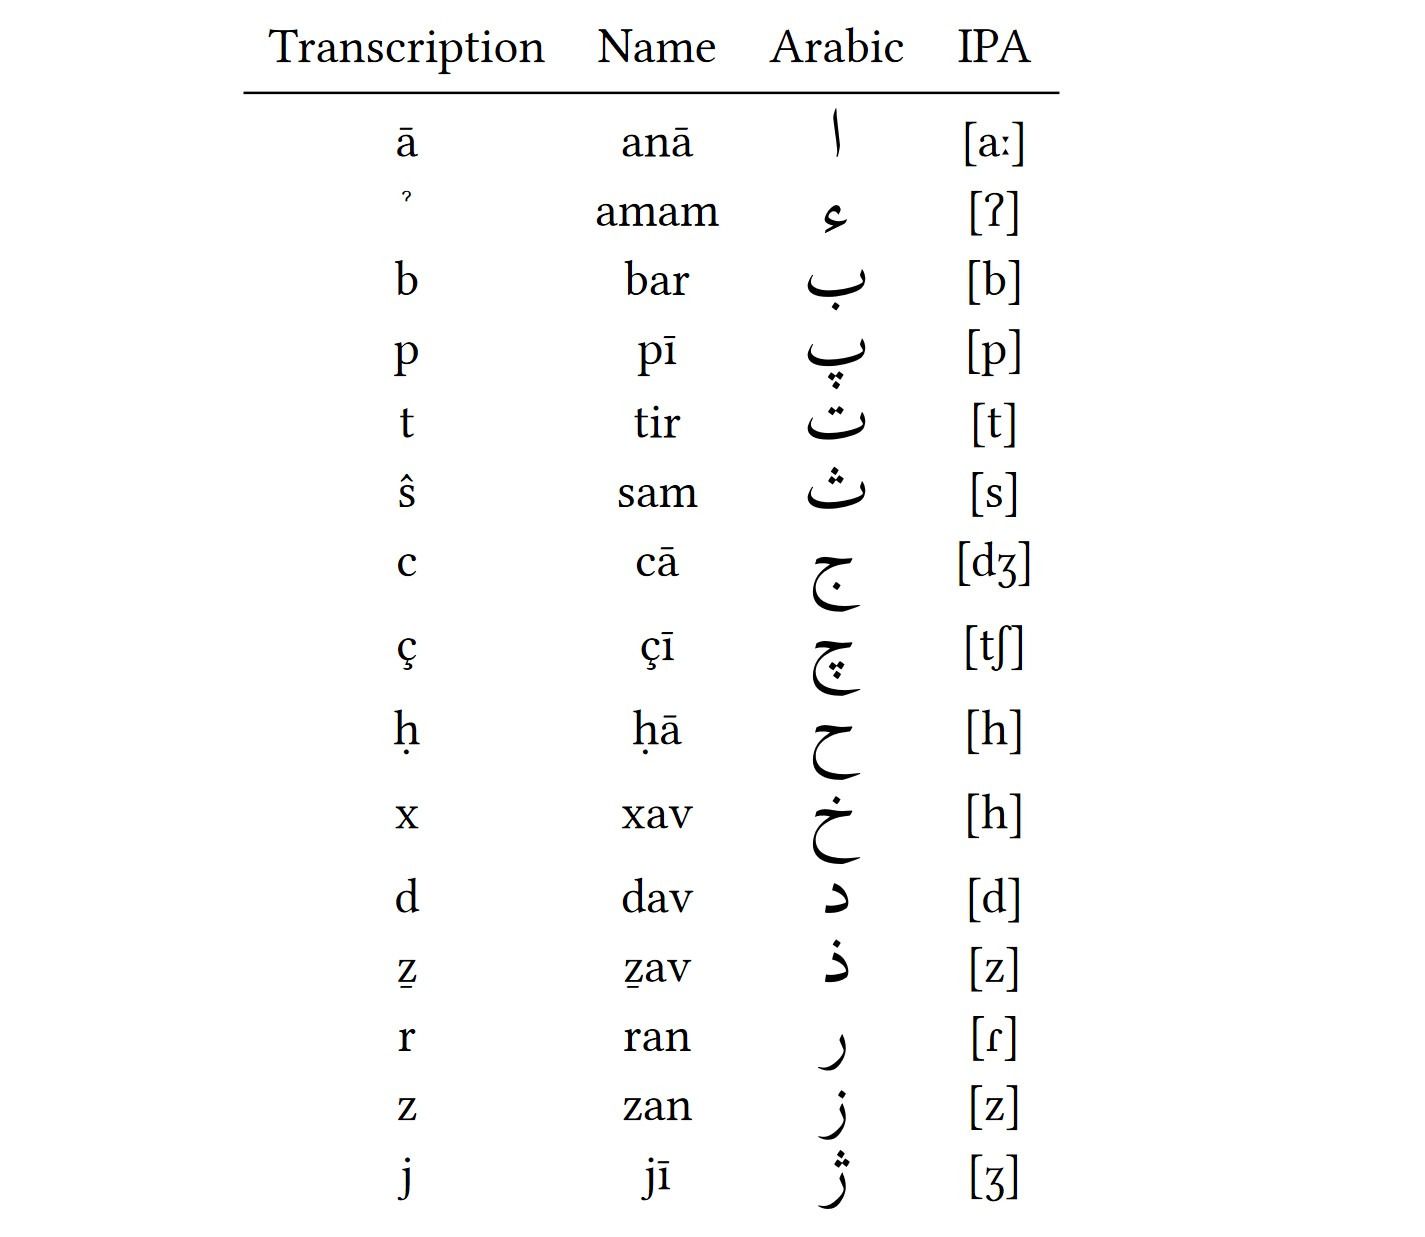 Transcription Name Arabic IPA
ā anā ا [aː]
ʾ amam ء [ʔ]
b bar ب [b]
p pī پ [p]
t tir ت [t]
ŝ sam ث [s]
c cā ج [dʒ]
ç çī چ [tʃ]
ḥ ḥā ح [h]
x xav خ [h]
d dav د [d]
ẕ ẕav ذ [z]
r ran ر [ɾ]
z zan ز [z]
j jī ژ [ʒ]